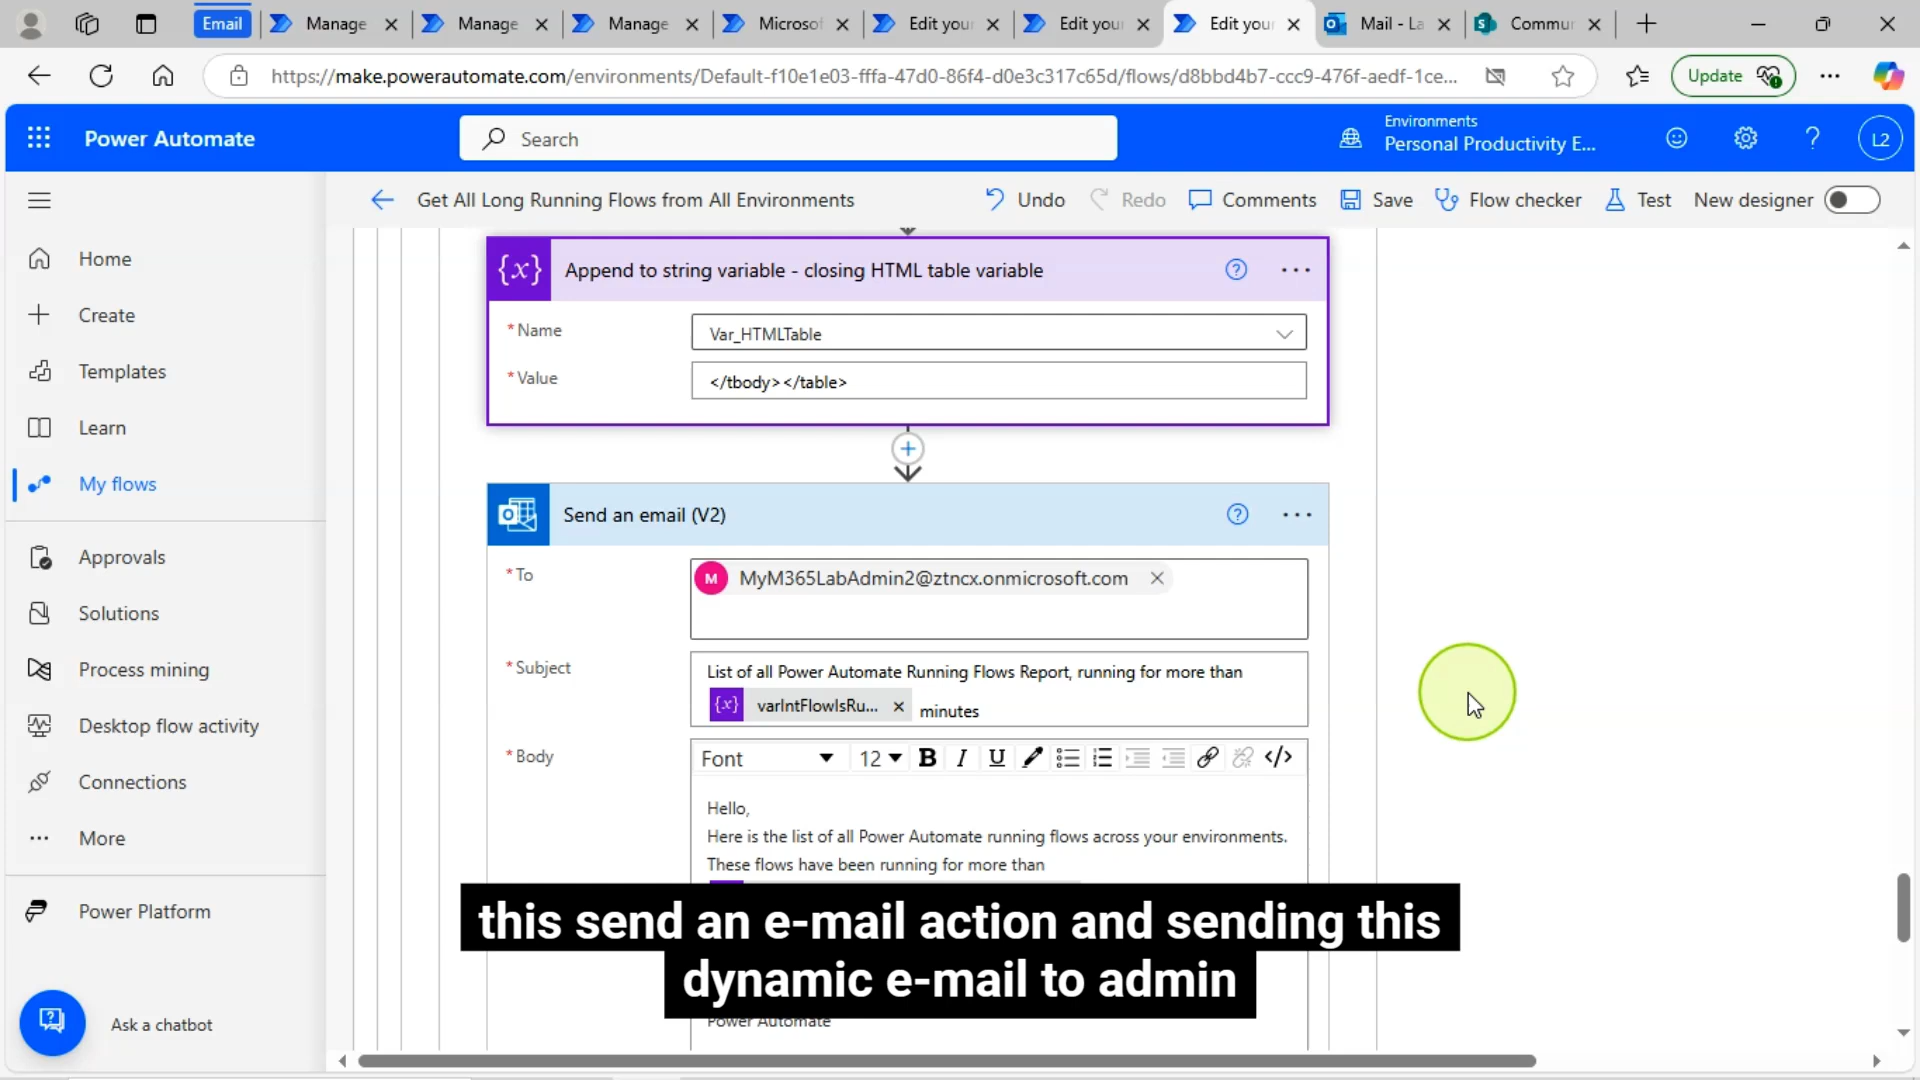 Email
Manage
Manage
Manage
Microsof
Edit your
Edit your
Edit your
Mail - La
Commun
https://make.powerautomate.com/environments/Default-f10e1e03-fffa-47d0-86f4-d0e3c317c65d/flows/d8bbd4b7-ccc9-476f-aedf-1ce...
Update
Power Automate
Search
Environments
Personal Productivity E...
L2
Get All Long Running Flows from All Environments
Undo
Redo
Comments
Save
Flow checker
Test
New designer
Home
Create
Templates
Learn
My flows
Approvals
Solutions
Process mining
Desktop flow activity
Connections
More
Power Platform
Ask a chatbot
{x} Append to string variable - closing HTML table variable
* Name
Var_HTMLTable
* Value
</tbody></table>
Send an email (V2)
* To
M MyM365LabAdmin2@ztncx.onmicrosoft.com
* Subject
List of all Power Automate Running Flows Report, running for more than
{x} varIntFlowIsRu... × minutes
* Body
Font 12 B I U </>
Hello,
Here is the list of all Power Automate running flows across your environments.
These flows have been running for more than
this send an e-mail action and sending this
dynamic e-mail to admin
Power Automate